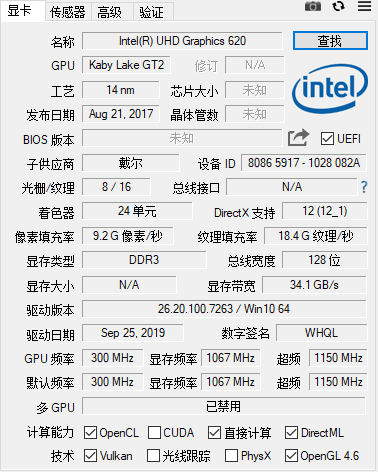 显卡 传感器 高级 验证
名称 Intel(R) UHD Graphics 620 查找
GPU Kaby Lake GT2 修订 N/A
intel
工艺 14 nm 芯片大小 未知
发布日期 Aug 21, 2017 晶体管数 未知
BIOS 版本 未知 UEFI
子供应商 戴尔 设备 ID 8086 5917 - 1028 082A
光栅/纹理 8 / 16 总线接口 N/A ?
着色器 24 单元 DirectX 支持 12 (12_1)
像素填充率 9.2 G 像素/秒 纹理填充率 18.4 G 纹理/秒
显存类型 DDR3 总线宽度 128 位
显存大小 N/A 显存带宽 34.1 GB/s
驱动版本 26.20.100.7263 / Win10 64
驱动日期 Sep 25, 2019 数字签名 WHQL
GPU 频率 300 MHz 显存频率 1067 MHz 超频 1150 MHz
默认频率 300 MHz 显存频率 1067 MHz 超频 1150 MHz
多 GPU 已禁用
计算能力 OpenCL CUDA 直接计算 DirectML
技术 Vulkan 光线跟踪 PhysX OpenGL 4.6